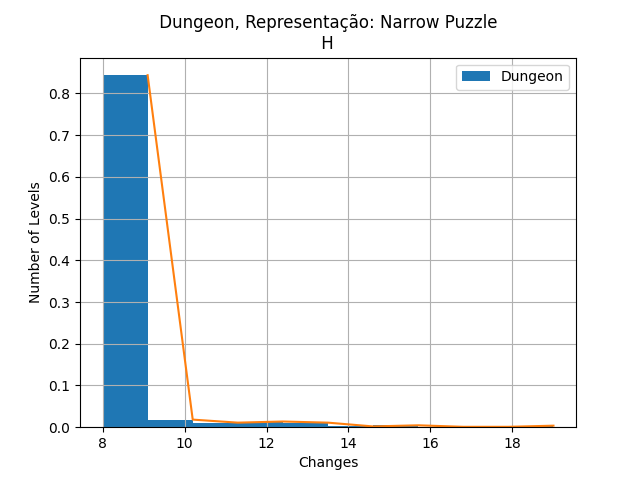 Dungeon, Representação: Narrow Puzzle
H
Dungeon
Number of Levels
0.8
0.7
0.6
0.5
0.4
0.3
0.2
0.1
0.0
8 10 12 14 16 18
Changes